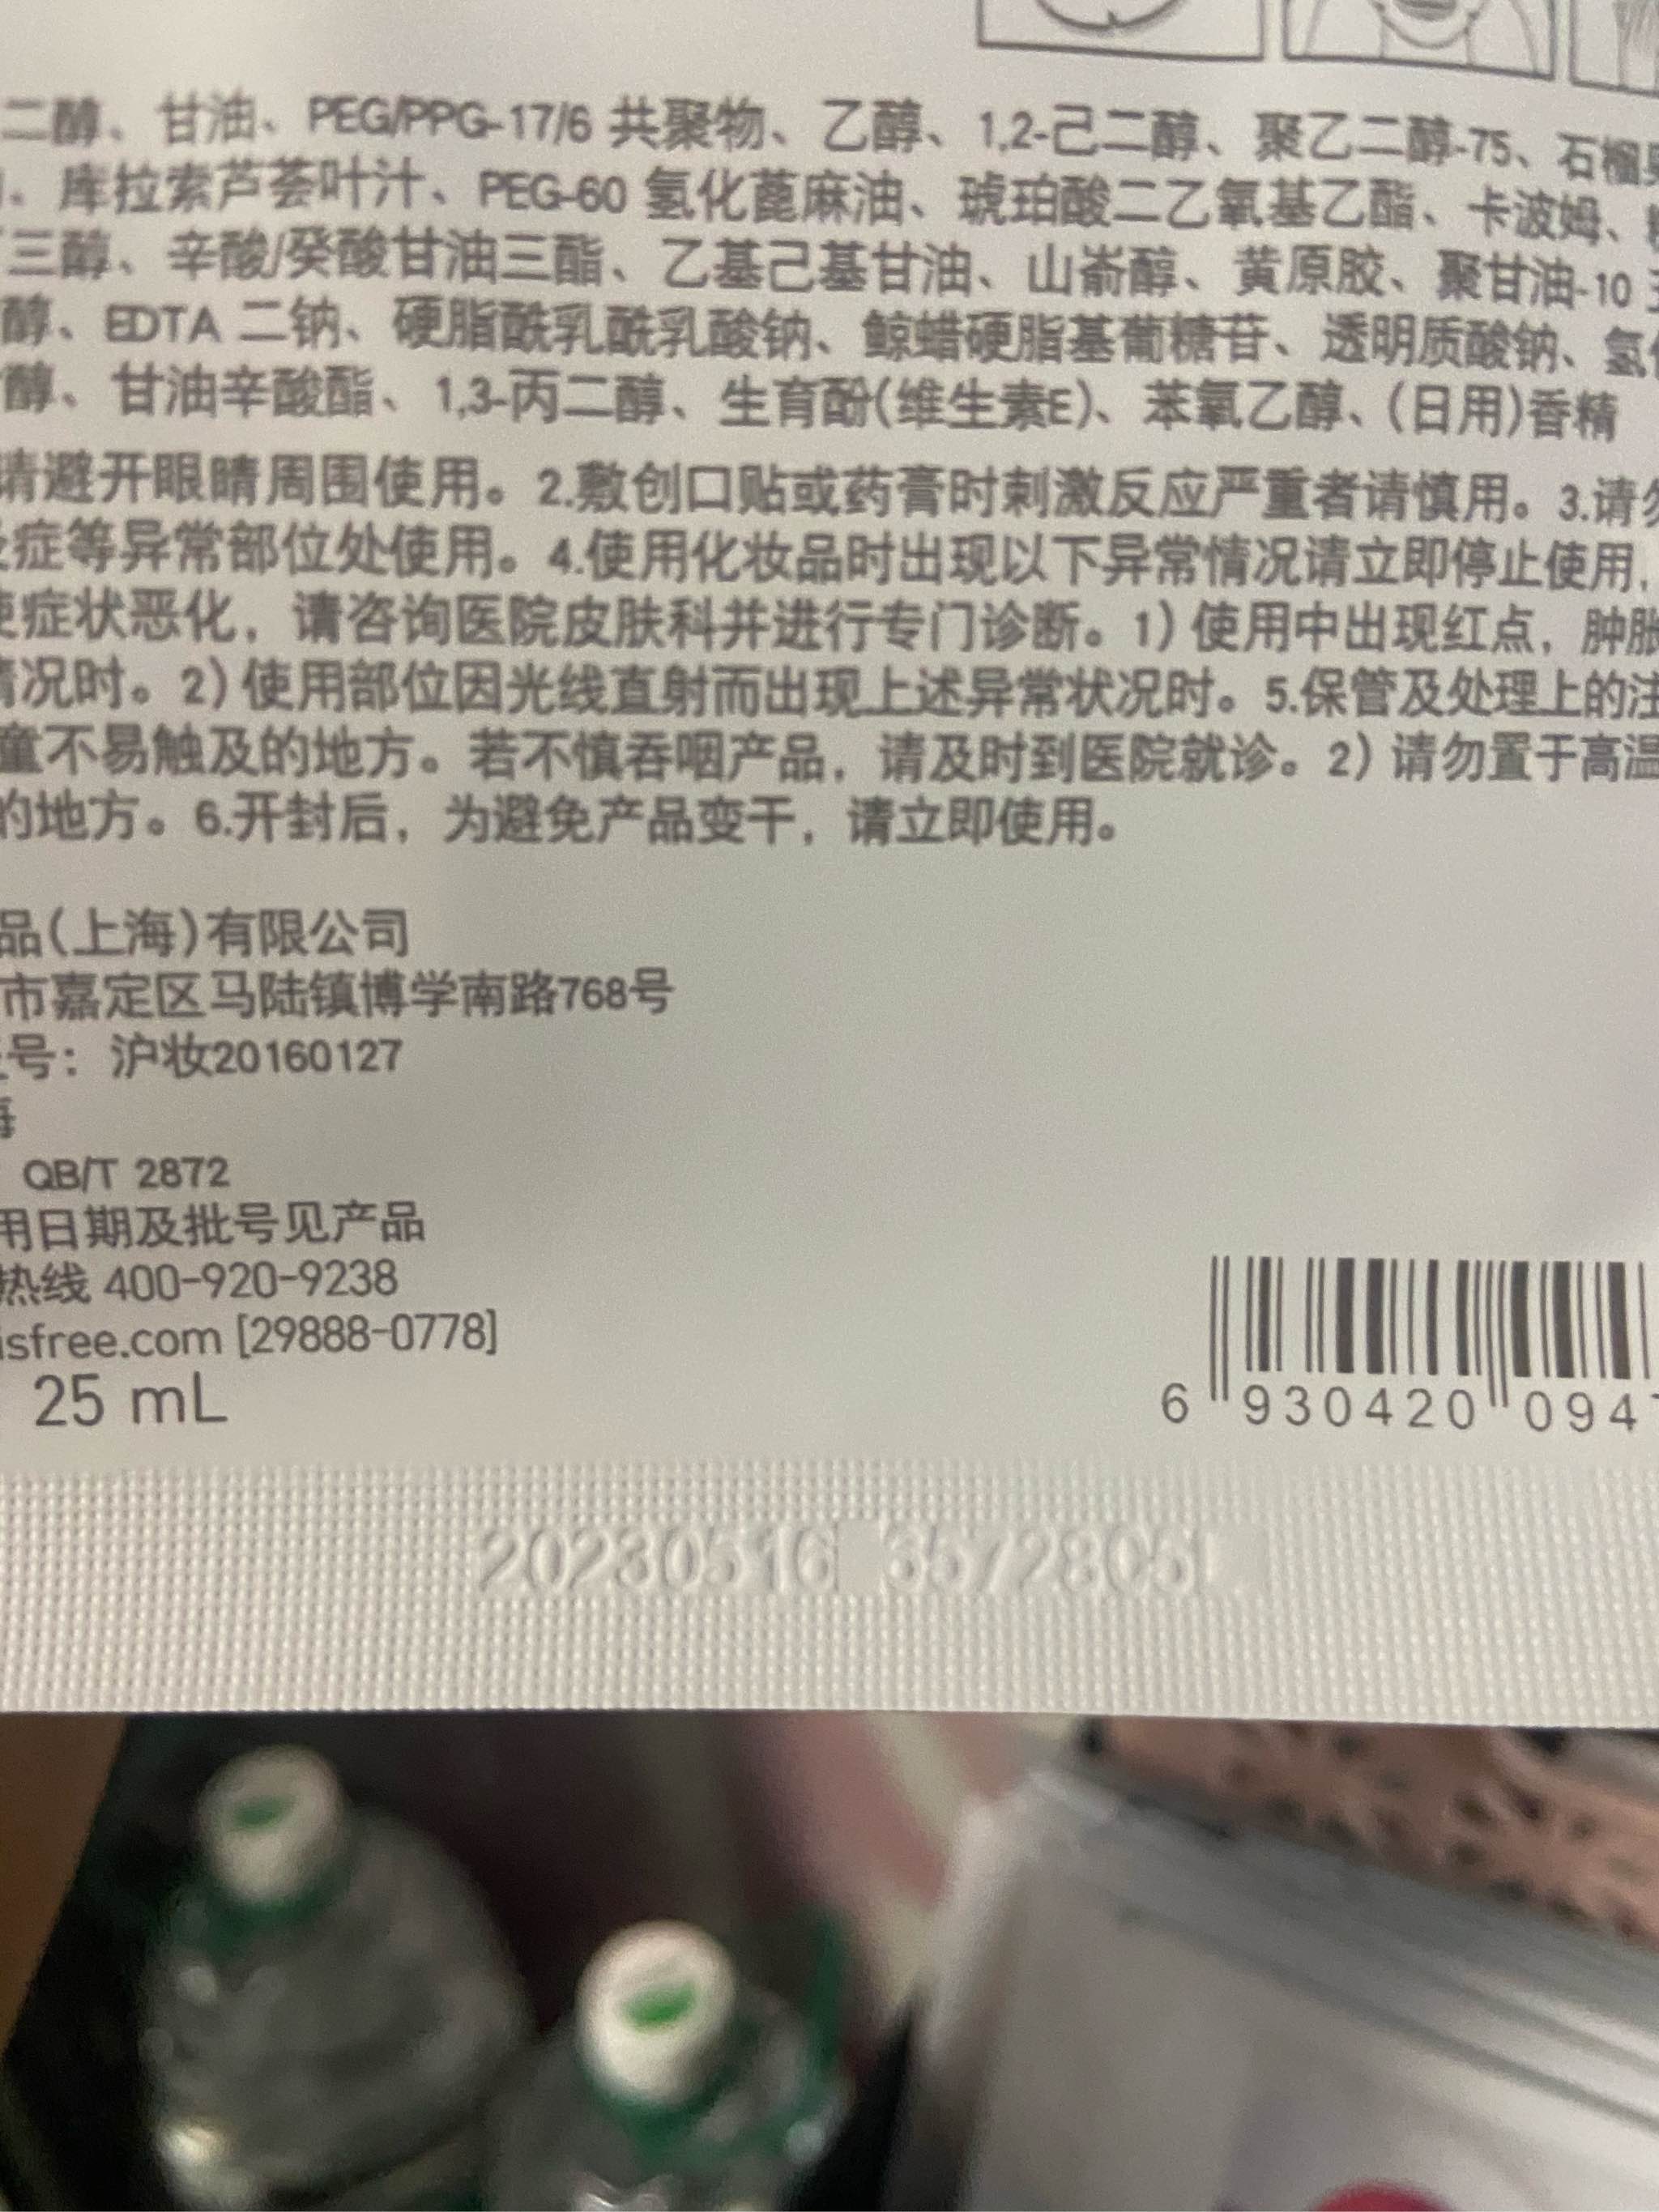 二醇、甘油、PEG/PPG-17/6 共聚物、乙醇、1,2-己二醇、聚乙二醇-75、石榴
库拉索芦荟叶汁、PEG-60 氢化蓖麻油、琥珀酸二乙氧基乙酯、卡波姆、
三醇、辛酸/癸酸甘油三酯、乙基己基甘油、山嵛醇、黄原胶、聚甘油-10
醇、EDTA 二钠、硬脂酰乳酰乳酸钠、鲸蜡硬脂基葡糖苷、透明质酸钠、氢
醇、甘油辛酸酯、1,3-丙二醇、生育酚(维生素E)、苯氧乙醇、(日用)香精
请避开眼睛周围使用。2.敷创口贴或药膏时刺激反应严重者请慎用。3.请勿
症等异常部位处使用。4.使用化妆品时出现以下异常情况请立即停止使用,
使症状恶化，请咨询医院皮肤科并进行专门诊断。1) 使用中出现红点，肿胀
情况时。2) 使用部位因光线直射而出现上述异常状况时。5.保管及处理上的注
童不易触及的地方。若不慎吞咽产品，请及时到医院就诊。2) 请勿置于高温
的地方。6.开封后，为避免产品变干，请立即使用。
品(上海)有限公司
市嘉定区马陆镇博学南路768号
号：沪妆20160127
海
QB/T 2872
用日期及批号见产品
热线 400-920-9238
isfree.com [29888-0778]
25 mL
6 930420 094
20230516